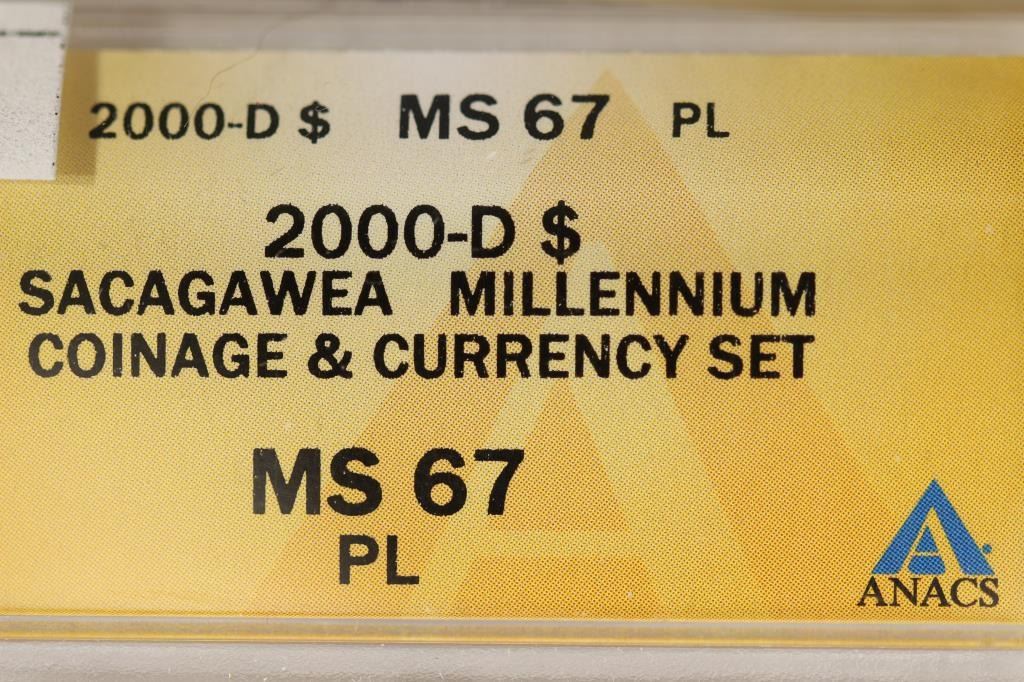 2000-D $ MS 67 PL
2000-D $
SACAGAWEA MILLENNIUM
COINAGE & CURRENCY SET
MS 67
PL
ANACS